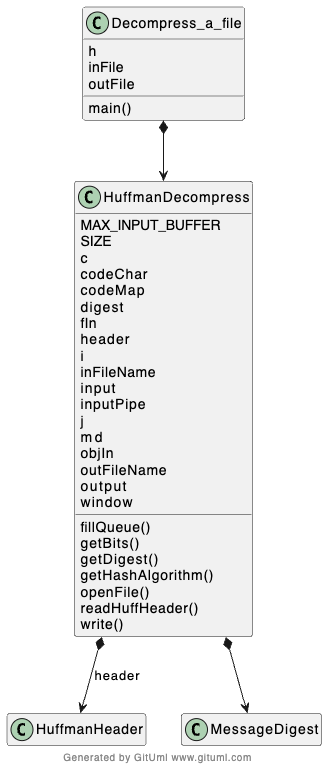 C Decompress_a_file
h
inFile
outFile
main()
C HuffmanDecompress
MAX_INPUT_BUFFER
SIZE
c
codeChar
codeMap
digest
fIn
header
i
inFileName
input
inputPipe
j
md
objIn
outFileName
output
window
fillQueue()
getBits()
getDigest()
getHashAlgorithm()
openFile()
readHuffHeader()
write()
header
C HuffmanHeader
C MessageDigest
Generated by GitUml www.gituml.com